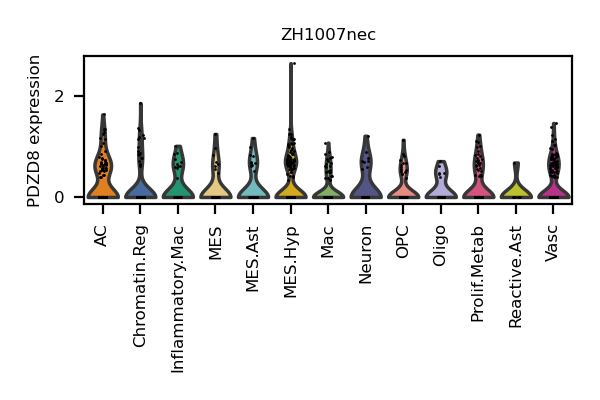 ZH1007nec
PDZD8 expression
2
0
AC
Chromatin.Reg
Inflammatory.Mac
MES
MES.Ast
MES.Hyp
Mac
Neuron
OPC
Oligo
Prolif.Metab
Reactive.Ast
Vasc